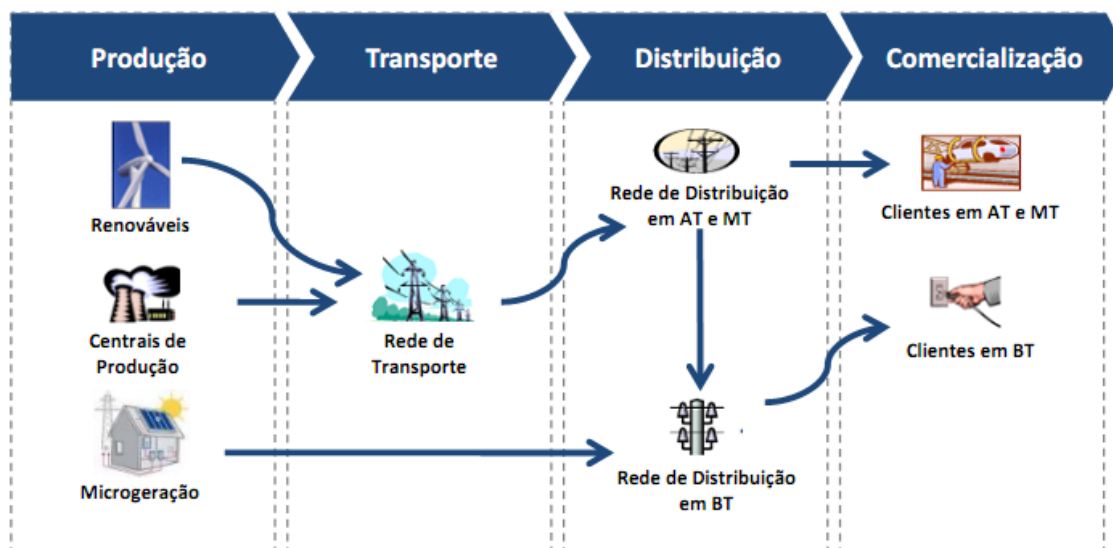 Produção
Transporte
Distribuição
Comercialização
Renováveis
Centrais de
Produção
Microgeração
Rede de
Transporte
Rede de Distribuição
em AT e MT
Rede de Distribuição
em BT
Clientes em AT e MT
Clientes em BT